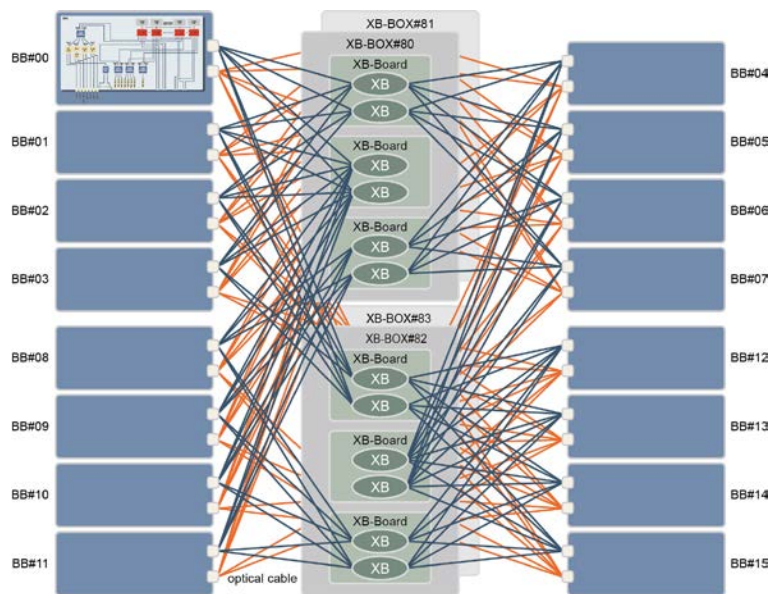 XB-BOX#81
XB-BOX#80
XB-Board
XB
XB
XB-Board
XB
XB
XB-Board
XB
XB
XB-BOX#83
XB-BOX#82
XB-Board
XB
XB
XB-Board
XB
XB
XB-Board
XB
XB
BB#00
BB#01
BB#02
BB#03
BB#08
BB#09
BB#10
BB#11
optical cable
BB#04
BB#05
BB#06
BB#07
BB#12
BB#13
BB#14
BB#15